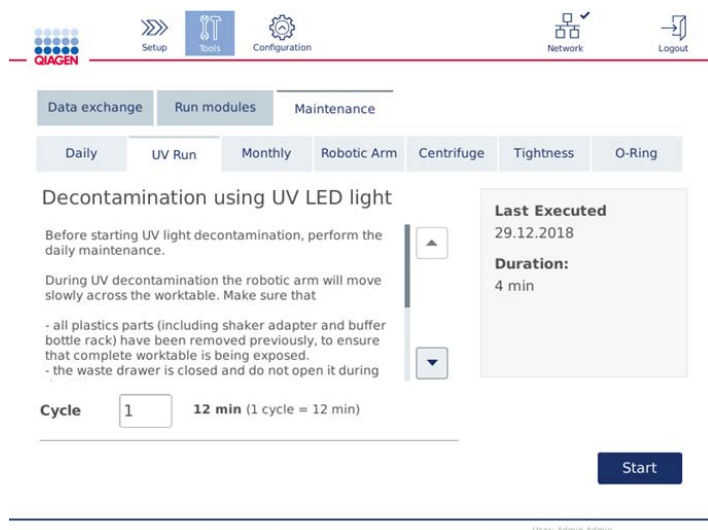 QIAGEN
Setup
Tools
Configuration
Network
Logout
Data exchange
Run modules
Maintenance
Daily
UV Run
Monthly
Robotic Arm
Centrifuge
Tightness
O-Ring
Decontamination using UV LED light
Before starting UV light decontamination, perform the
daily maintenance.
During UV decontamination the robotic arm will move
slowly across the worktable. Make sure that
- all plastics parts (including shaker adapter and buffer
bottle rack) have been removed previously, to ensure
that complete worktable is being exposed.
- the waste drawer is closed and do not open it during
Last Executed
29.12.2018
Duration:
4 min
Cycle
1
12 min (1 cycle = 12 min)
Start
User: Admin Admin